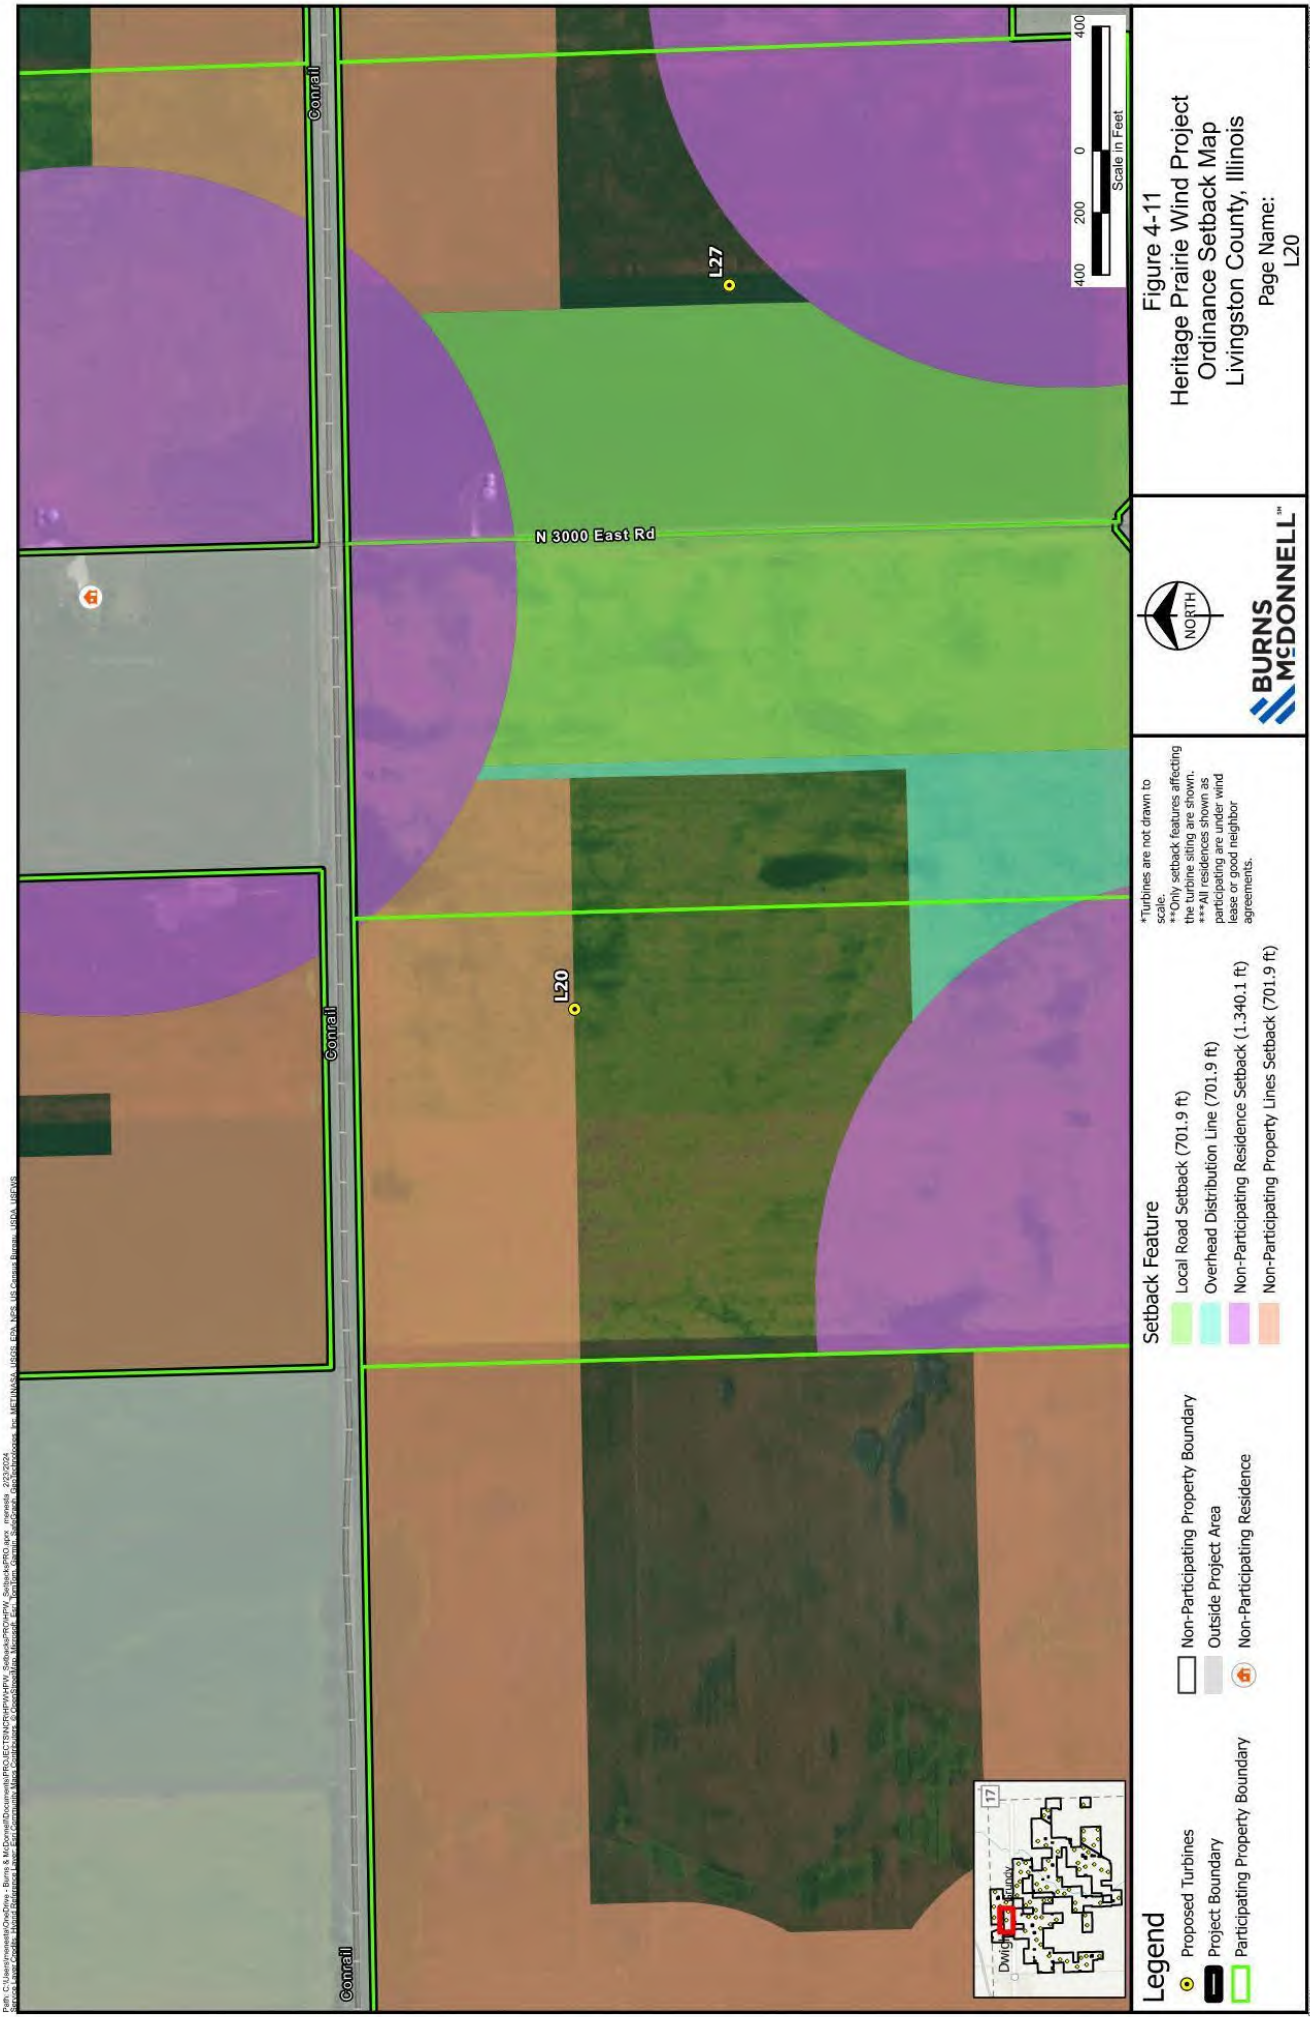 Conrail
Conrail
Conrail
N 3000 East Rd
L27
L20
400
200
0
400
Scale in Feet
17
Legend
Proposed Turbines
Project Boundary
Participating Property Boundary
Non-Participating Property Boundary
Outside Project Area
Non-Participating Residence
Setback Feature
Local Road Setback (701.9 ft)
Overhead Distribution Line (701.9 ft)
Non-Participating Residence Setback (1.340.1 ft)
Non-Participating Property Lines Setback (701.9 ft)
*Turbines are not drawn to
scale.
**Only setback features affecting
the turbine siting are shown.
***All residences shown as
participating are under wind
lease or good neighbor
agreements.
NORTH
BURNS
McDONNELL℠
Figure 4-11
Heritage Prairie Wind Project
Ordinance Setback Map
Livingston County, Illinois
Page Name:
L20